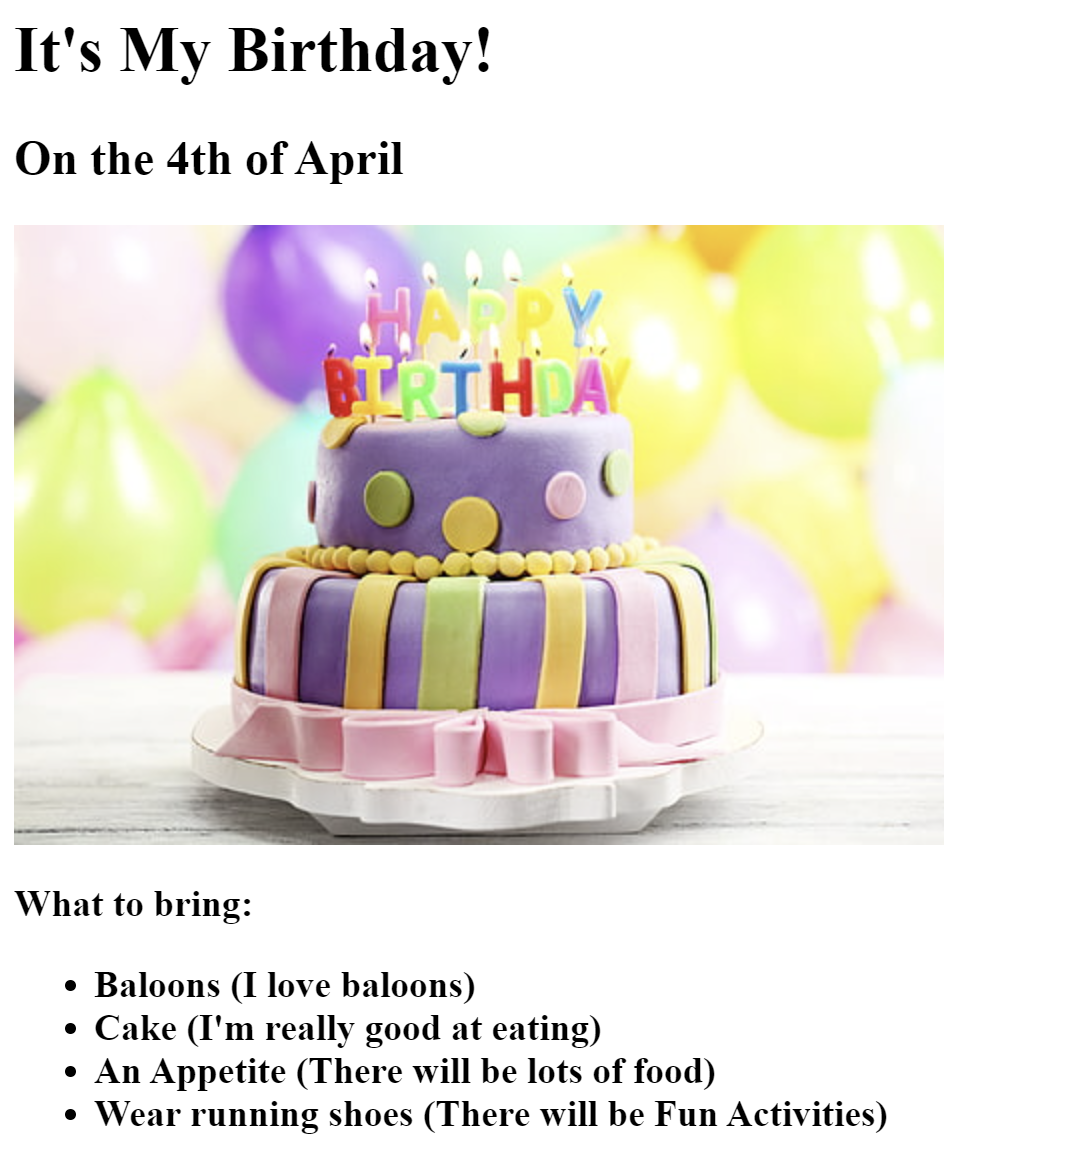 It's My Birthday!
On the 4th of April
HAPPY
BIRTHDAY
What to bring:
Baloons (I love baloons)
Cake (I'm really good at eating)
An Appetite (There will be lots of food)
Wear running shoes (There will be Fun Activities)